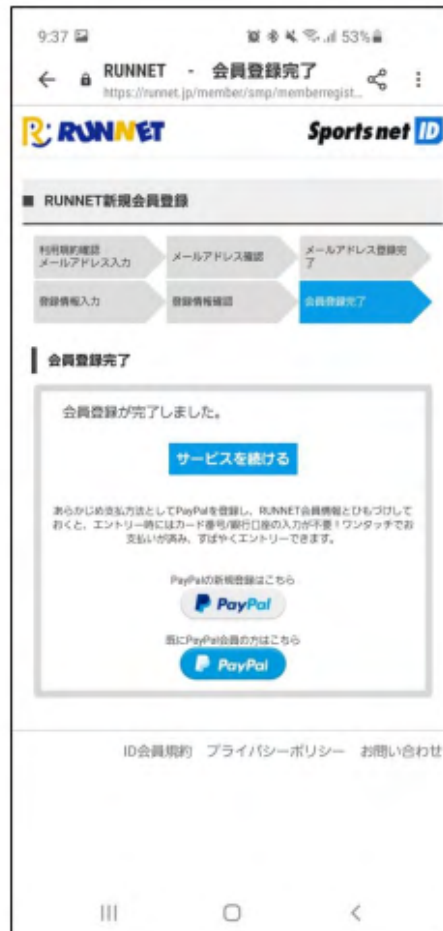 9:37 53%
RUNNET - 会員登録完了
https://runnet.jp/member/smp/memberregist...
RUNNET Sportsnet ID
■ RUNNET新規会員登録
利用規約確認
メールアドレス入力
メールアドレス確認
メールアドレス登録完
了
登録情報入力
登録情報確認
会員登録完了
会員登録完了
会員登録が完了しました。
サービスを続ける
あらかじめ支払方法としてPayPalを登録し、RUNNET会員情報とひもづけして
おくと、エントリー時にはカード番号/銀行口座の入力が不要！ワンタッチでお
支払いが済み、すばやくエントリーできます。
PayPalの新規登録はこちら
PayPal
既にPayPal会員の方はこちら
PayPal
ID会員規約 プライバシーポリシー お問い合わせ